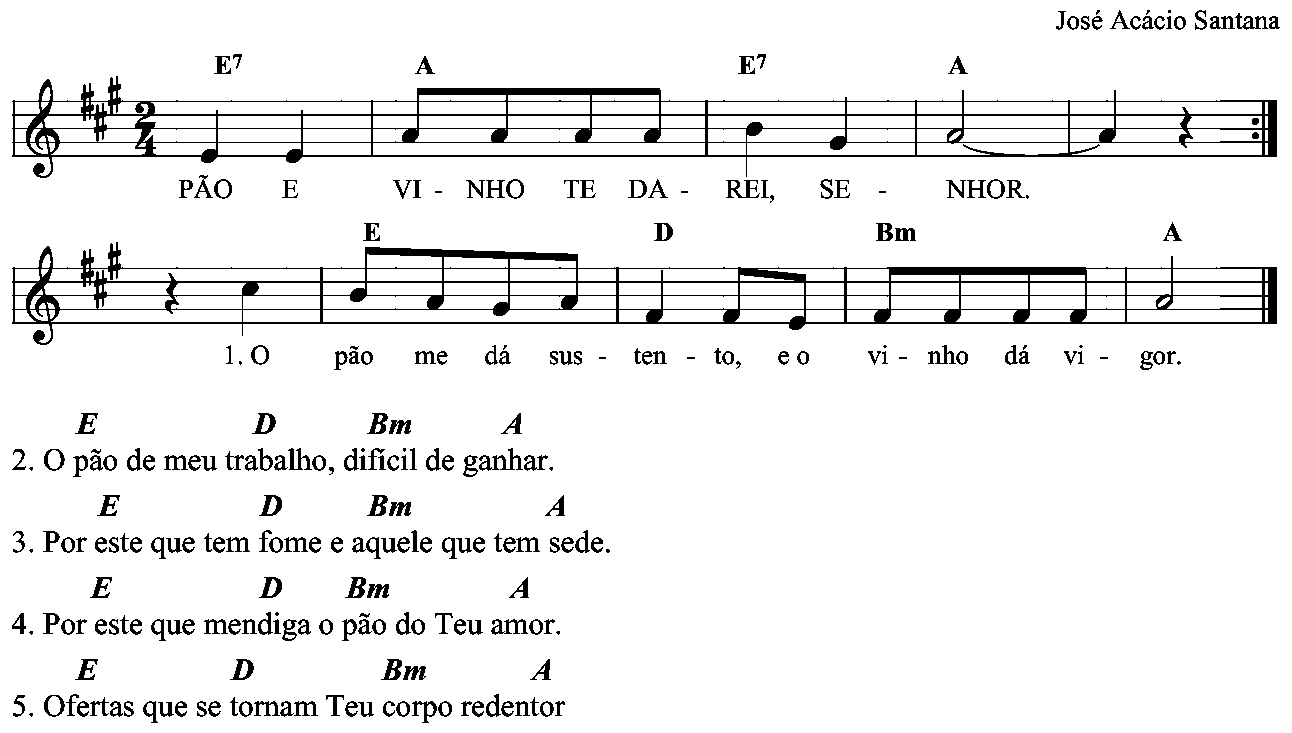 José Acácio Santana
E7 A E7 A
2
4
PÃO E VI - NHO TE DA - REI, SE - NHOR.
E D Bm A
1. O pão me dá sus - ten - to, e o vi - nho dá vi - gor.
E D Bm A
2. O pão de meu trabalho, difícil de ganhar.
E D Bm A
3. Por este que tem fome e aquele que tem sede.
E D Bm A
4. Por este que mendiga o pão do Teu amor.
E D Bm A
5. Ofertas que se tornam Teu corpo redentor